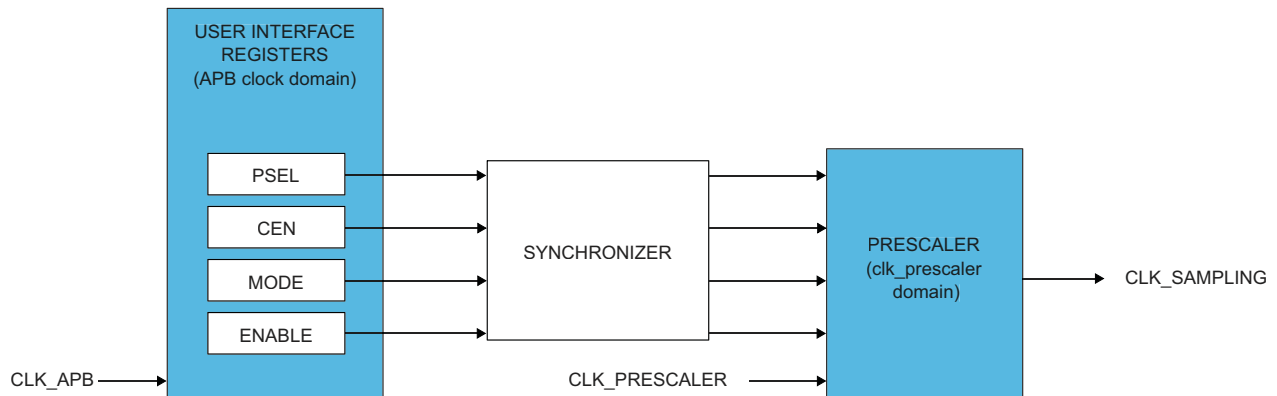 USER INTERFACE
REGISTERS
(APB clock domain)
PSEL
CEN
MODE
ENABLE
CLK_APB
SYNCHRONIZER
PRESCALER
(clk_prescaler
domain)
CLK_PRESCALER
CLK_SAMPLING